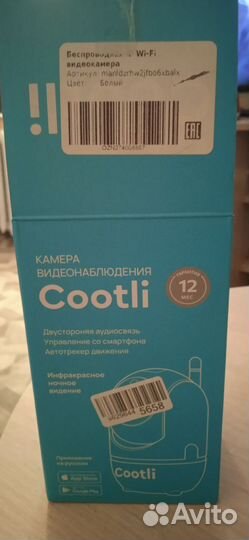 Беспроводная Wi-Fi
видеокамера
Цвет: Белый
EAC
КАМЕРА
ВИДЕОНАБЛЮДЕНИЯ
Cootli
ГАРАНТИЯ
12
МЕС
Двусторонняя аудиосвязь
Управление со смартфона
Автотрекер движения
Инфракрасное
ночное
видение
5658
Cootli
Приложение
на русском
App Store
Google Play
Avito